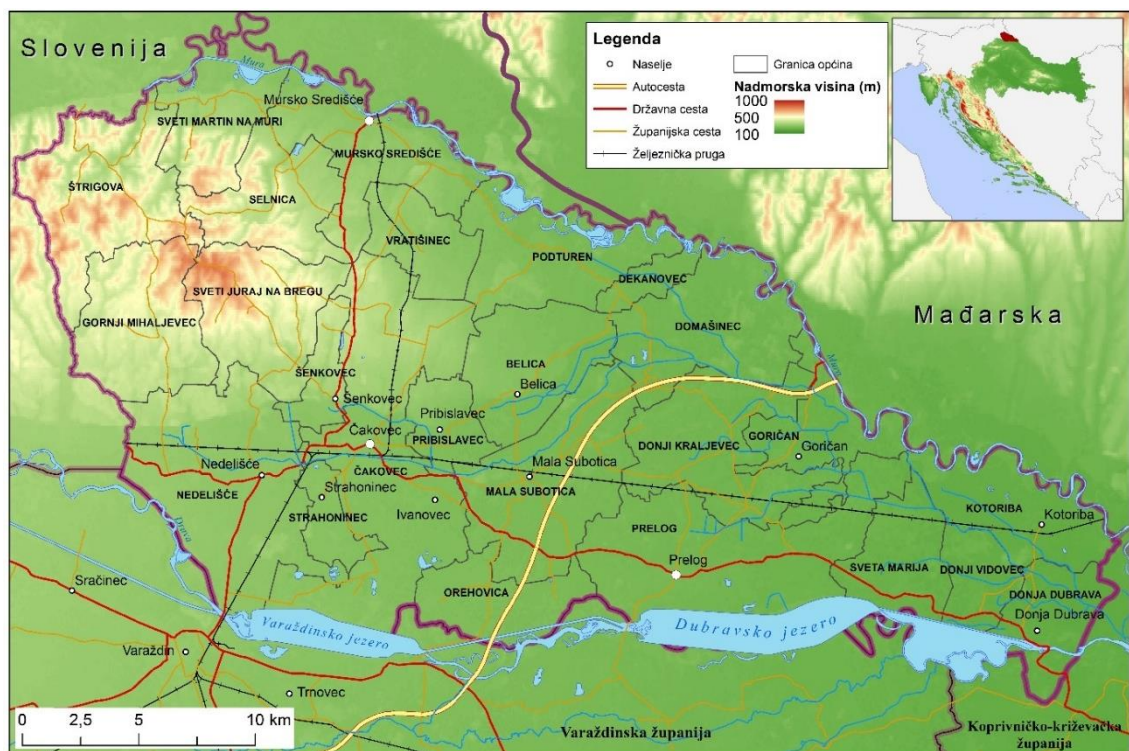 Slovenija
Legenda
Naselje
Autocesta
Državna cesta
Županijska cesta
Željeznička pruga
Granica općina
Nadmorska visina (m)
1000
500
100
Mura
Mursko Središće
SVETI MARTIN NA MURI
MURSKO SREDIŠĆE
ŠTRIGOVA
SELNICA
VRATIŠINEC
PODTUREN
DEKANOVEC
SVETI JURAJ NA BREGU
GORNJI MIHALJEVEC
DOMAŠINEC
Mađarska
Mura
ŠENKOVEC
BELICA
Belica
Šenkovec
Pribislavec
PRIBISLAVEC
Čakovec
DONJI KRALJEVEC
GORIČAN
Goričan
Nedelišće
ČAKOVEC
Mala Subotica
NEDELIŠĆE
Strahoninec
MALA SUBOTICA
STRAHONINEC
Ivanovec
KOTORIBA
Kotoriba
Drava
PRELOG
Prelog
SVETA MARIJA
DONJI VIDOVEC
Sračinec
OREHOVICA
DONJA DUBRAVA
Donja Dubrava
Varaždinsko jezero
Dubravsko jezero
Varaždin
Trnovec
0 2,5 5 10 km
Varaždinska županija
Koprivničko-križevačka
županija